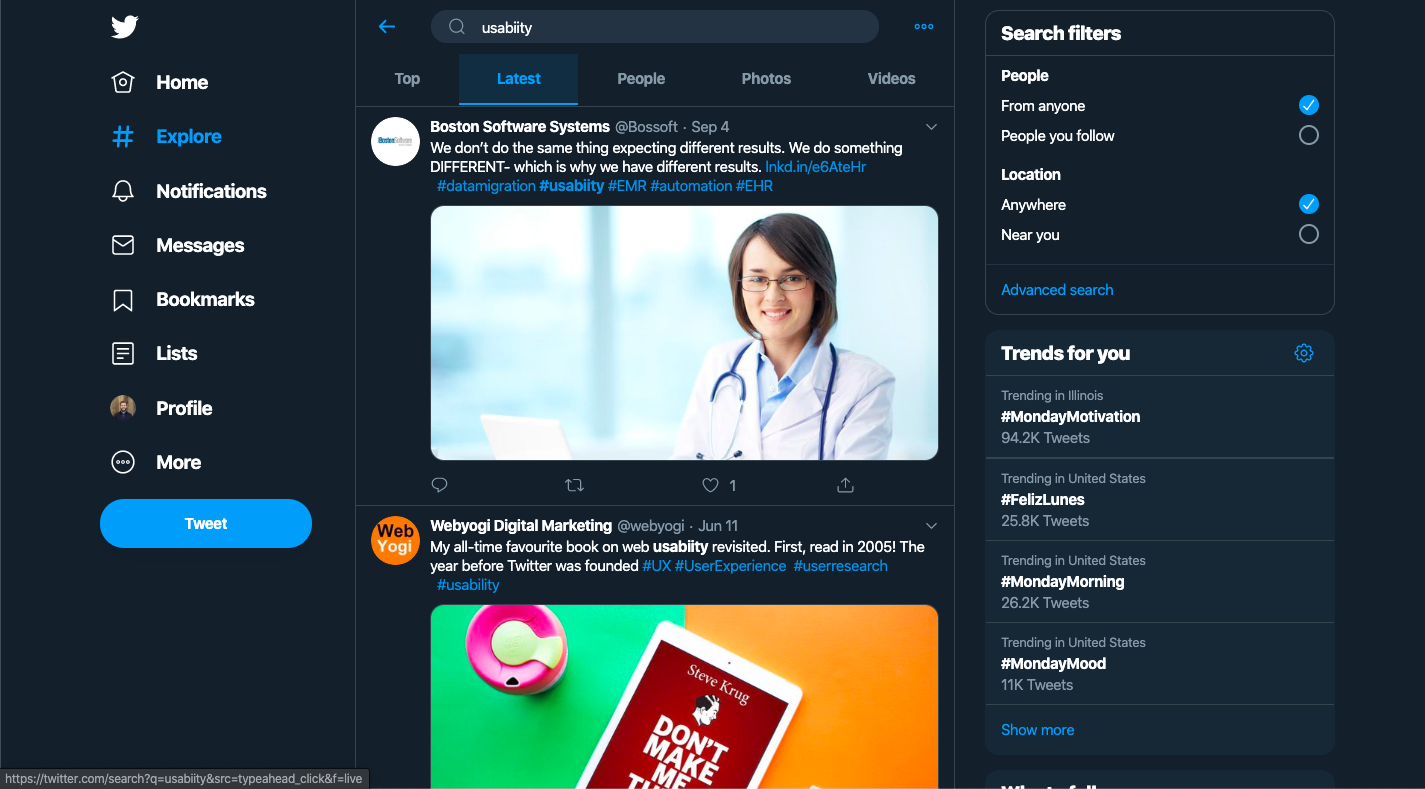 Home
Explore
Notifications
Messages
Bookmarks
Lists
Profile
More
Tweet
usabiity
Top
Latest
People
Photos
Videos
Boston Software Systems @Bossoft · Sep 4
We don’t do the same thing expecting different results. We do something
DIFFERENT- which is why we have different results. lnkd.in/e6AteHr
#datamigration #usabiity #EMR #automation #EHR
1
Web
Yogi
Webyogi Digital Marketing @webyogi · Jun 11
My all-time favourite book on web usabiity revisited. First, read in 2005! The
year before Twitter was founded #UX #UserExperience #userresearch
#usability
Steve Krug
DON'T
MAKE
ME
Search filters
People
From anyone
People you follow
Location
Anywhere
Near you
Advanced search
Trends for you
Trending in Illinois
#MondayMotivation
94.2K Tweets
Trending in United States
#FelizLunes
25.8K Tweets
Trending in United States
#MondayMorning
26.2K Tweets
Trending in United States
#MondayMood
11K Tweets
Show more
https://twitter.com/search?q=usabiity&src=typeahead_click&f=live